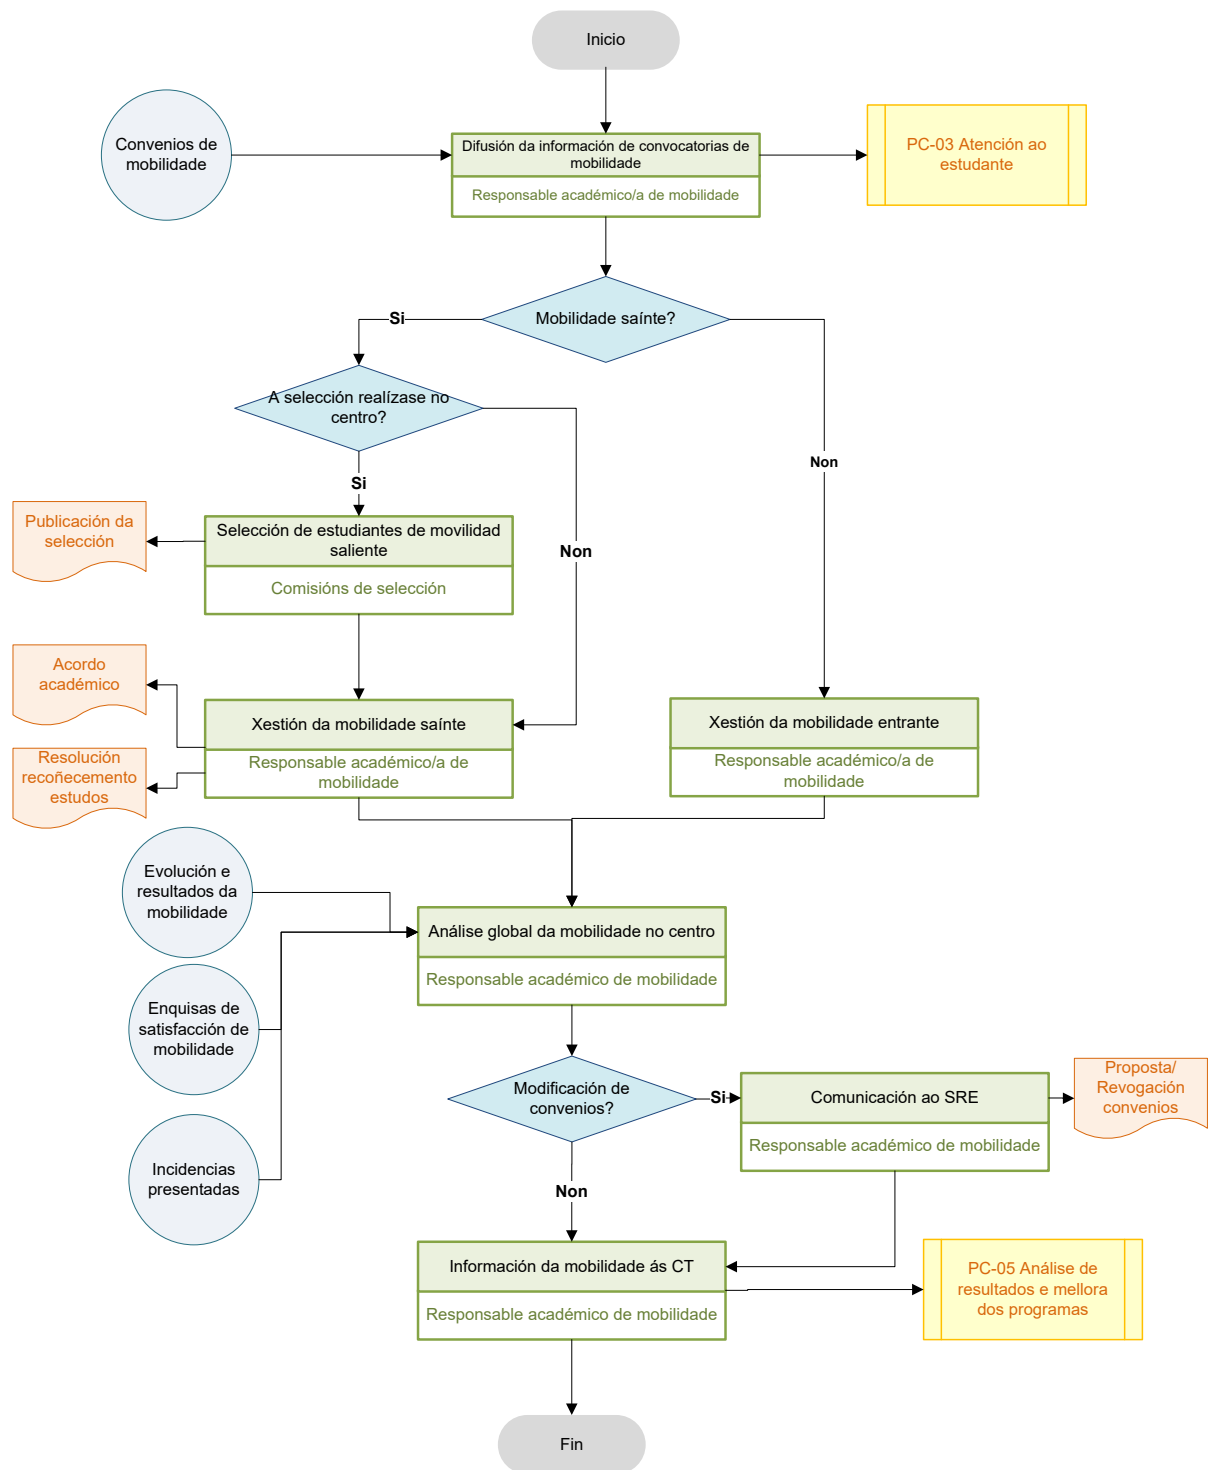 Inicio
Convenios de
mobilidade
Difusión da información de convocatorias de
mobilidade
Responsable académico/a de mobilidade
PC-03 Atención ao
estudante
Mobilidade saínte?
Si
A selección realízase no
centro?
Non
Si
Publicación da
selección
Selección de estudiantes de movilidad
saliente
Non
Comisións de selección
Acordo
académico
Xestión da mobilidade saínte
Xestión da mobilidade entrante
Resolución
recoñecemento
estudos
Responsable académico/a de
mobilidade
Responsable académico/a de
mobilidade
Evolución e
resultados da
mobilidade
Análise global da mobilidade no centro
Responsable académico de mobilidade
Enquisas de
satisfacción de
mobilidade
Modificación de
convenios?
Si
Comunicación ao SRE
Proposta/
Revogación
convenios
Responsable académico de mobilidade
Incidencias
presentadas
Non
Información da mobilidade ás CT
Responsable académico de mobilidade
PC-05 Análise de
resultados e mellora
dos programas
Fin